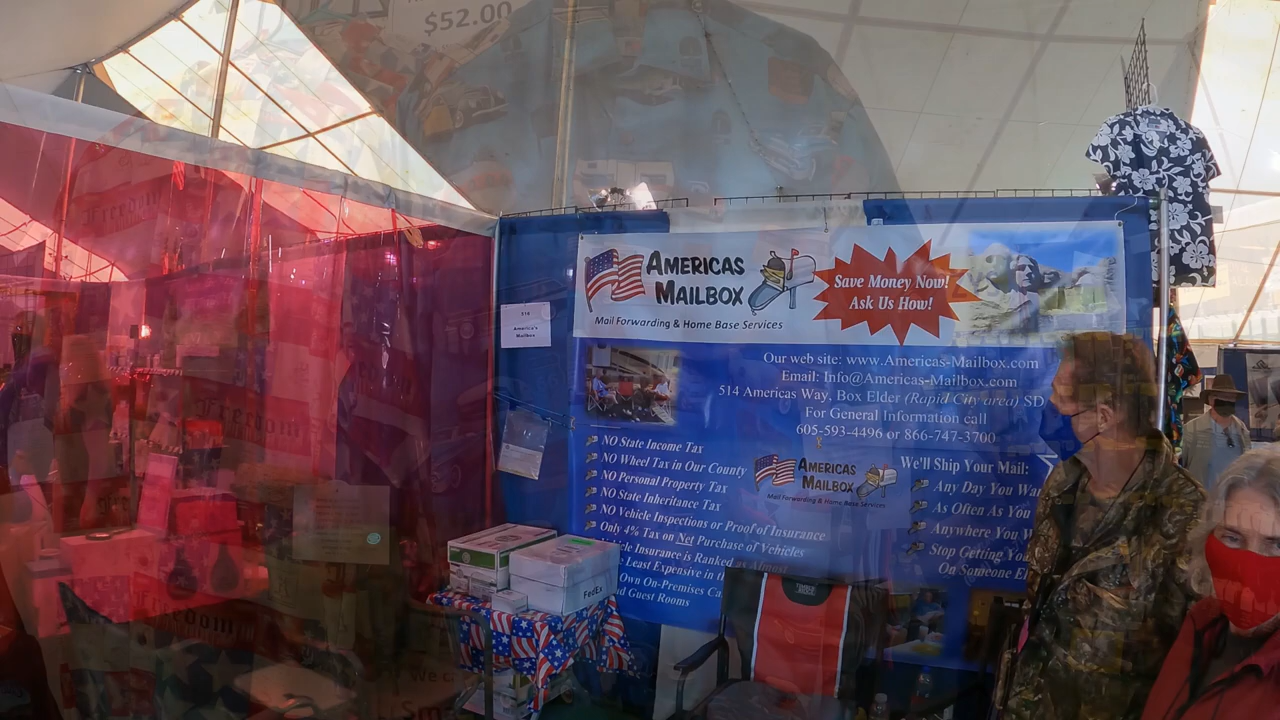 $52.00
Freedom
AMERICAS
MAILBOX
Mail Forwarding & Home Base Services
Save Money Now!
Ask Us How!
516
America's
Mailbox
Our web site: www.Americas-Mailbox.com
Email: Info@Americas-Mailbox.com
514 Americas Way, Box Elder (Rapid City area) SD
For General Information call
605-593-4496 or 866-747-3700
NO State Income Tax
NO Wheel Tax in Our County
NO Personal Property Tax
NO State Inheritance Tax
NO Vehicle Inspections or Proof of Insurance
Only 4% Tax on Net Purchase of Vehicles
Insurance is Ranked as Almost
Least Expensive in
Own On-Premises
Guest Rooms
AMERICAS
MAILBOX
Mail Forwarding & Home Base Services
We'll Ship Your Mail:
Any Day You
As Often As You
Anywhere You
Stop Getting
On Someone
FedEx
Freedom
Freedom